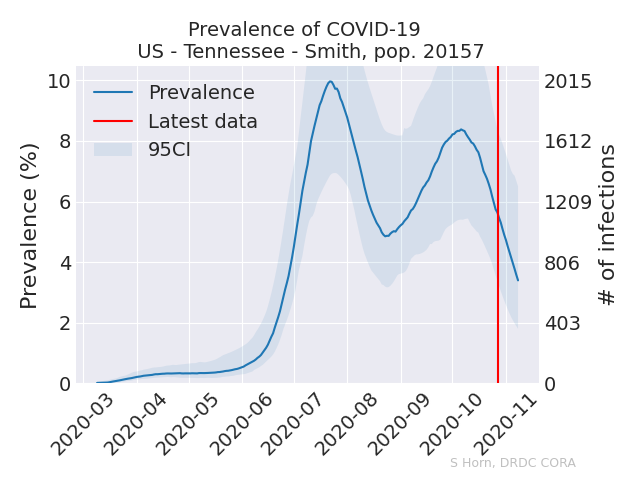 Prevalence of COVID-19
US - Tennessee - Smith, pop. 20157
Prevalence
Latest data
95CI
Prevalence (%)
10
8
6
4
2
0
2015
1612
1209
806
403
0
# of infections
2020-03
2020-04
2020-05
2020-06
2020-07
2020-08
2020-09
2020-10
2020-11
S Horn, DRDC CORA